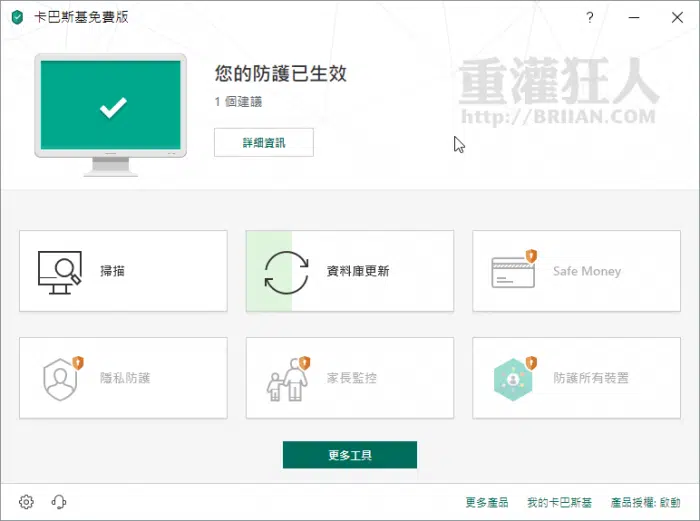 卡巴斯基免費版
?
您的防護已生效
1 個建議
詳細資訊
重灌狂人
http://BRIIAN.COM
掃描
資料庫更新
Safe Money
隱私防護
家長監控
防護所有裝置
更多工具
更多產品
我的卡巴斯基
產品授權: 啟動